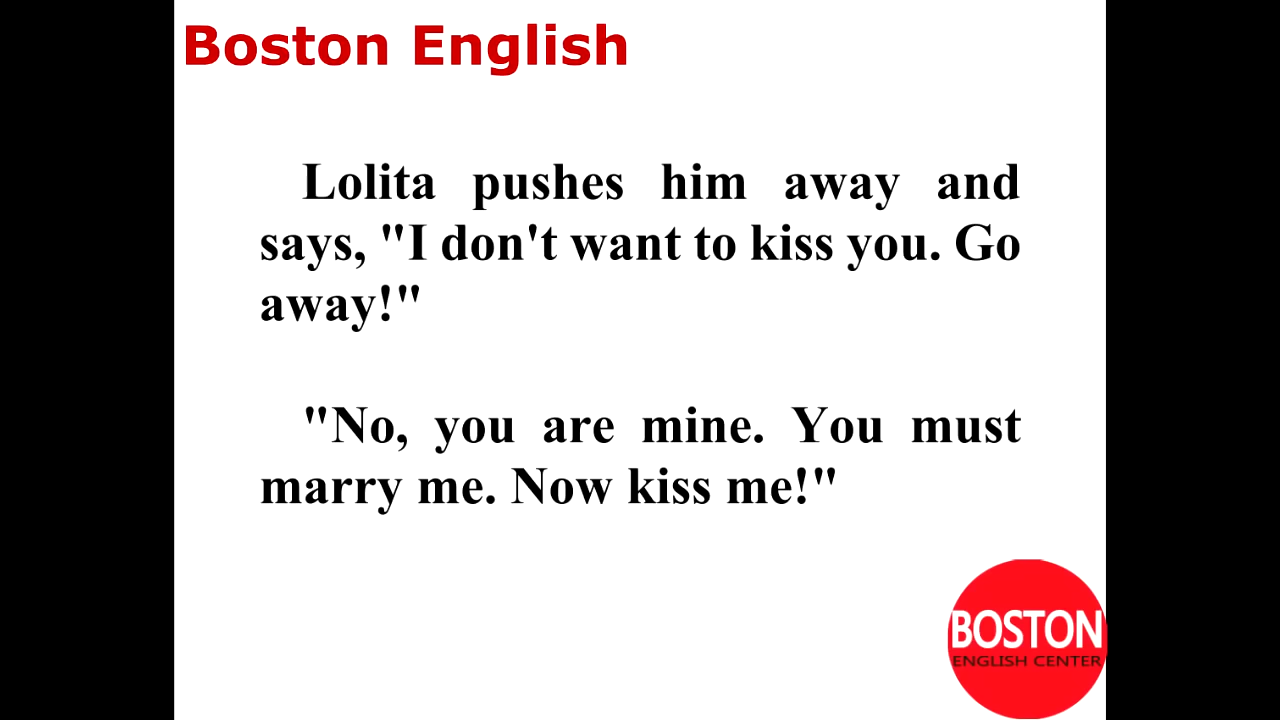 Boston English
Lolita pushes him away and
says, "I don't want to kiss you. Go
away!"
"No, you are mine. You must
marry me. Now kiss me!"
BOSTON
ENGLISH CENTER